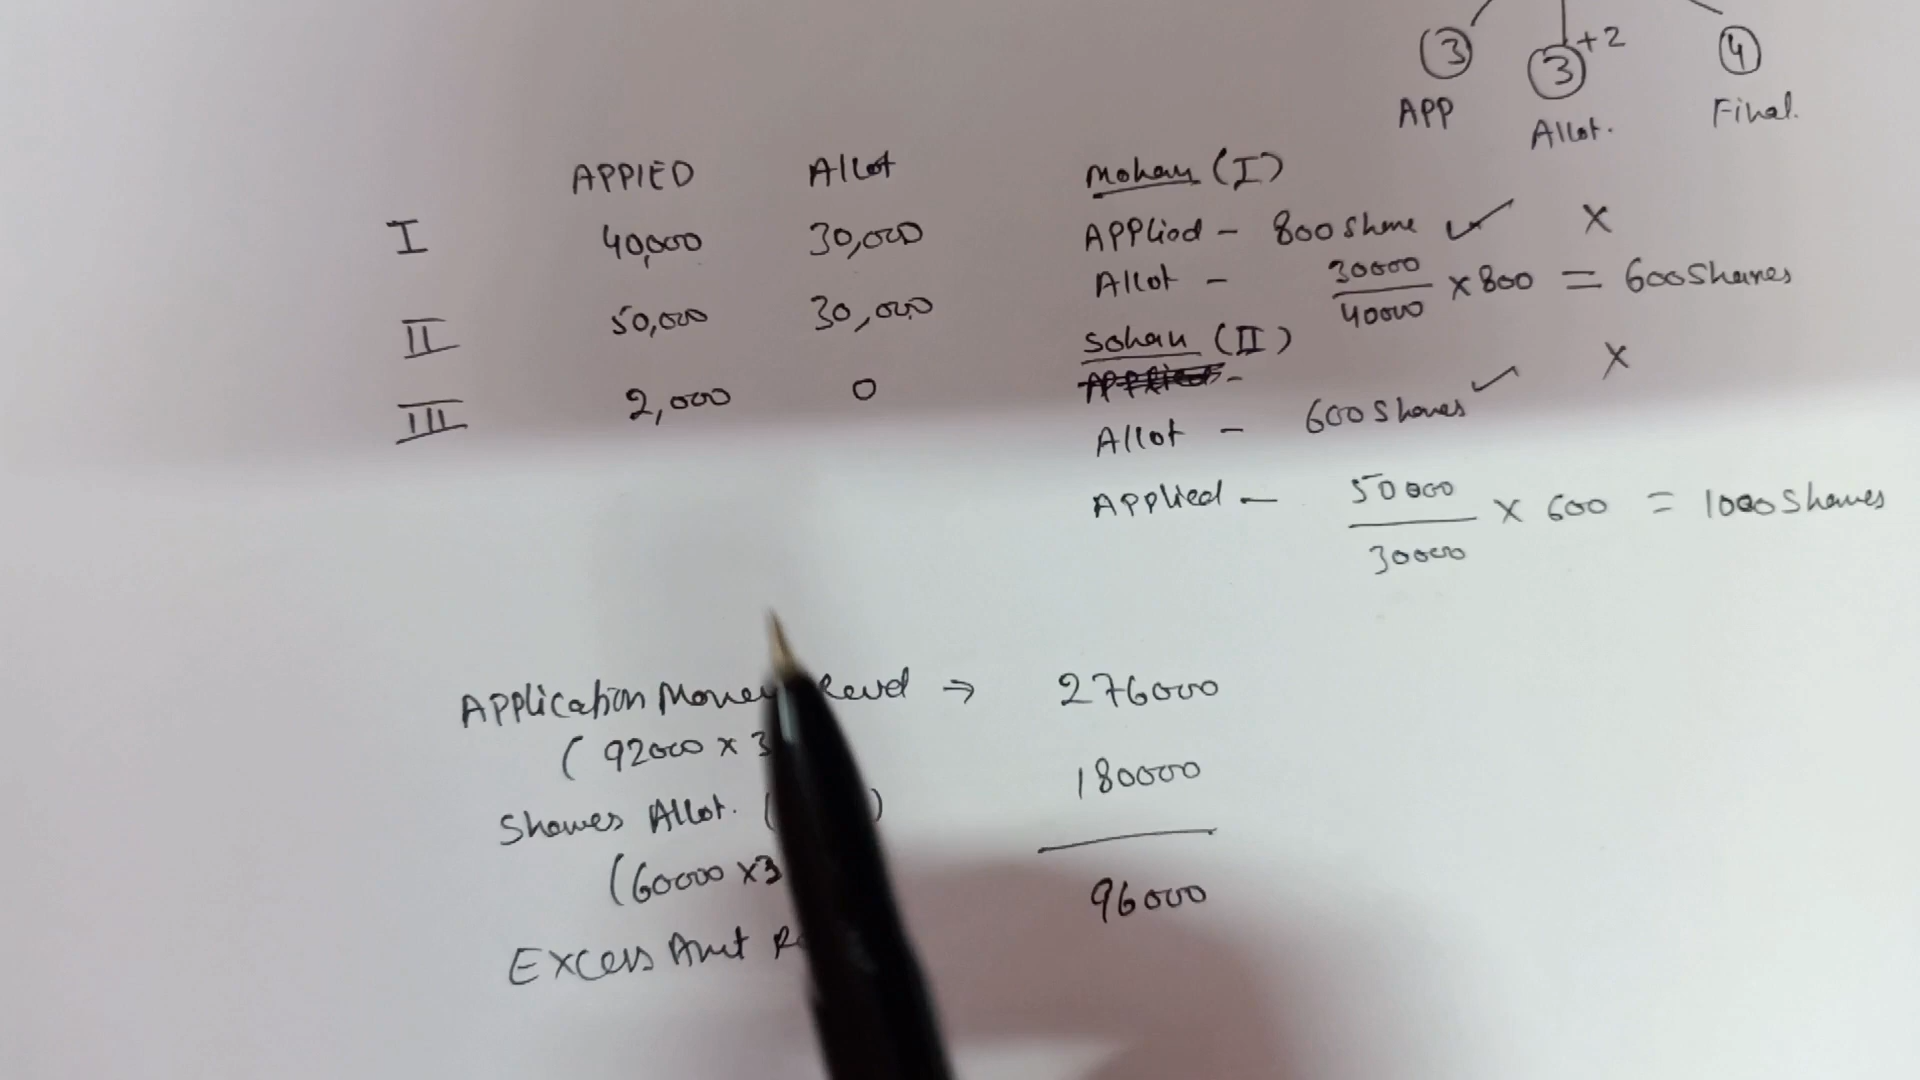 3 3 +2 4
APP Allot. Final.
APPIED Allot
I 40,000 30,000
II 50,000 30,000
III 2,000 0
Mohan (I)
APPliod - 800 Share ✓ X
Allot - 30000/40000 × 800 = 600 Shares
Sohan (II)
Allot - 600 Shares ✓ X
Applied - 50000/30000 × 600 = 1000 Shares
Application Money Revd → 276000
(92000 × 3
Shares Allot. ( ) 180000
(60000 × 3
Excess Amt 96000